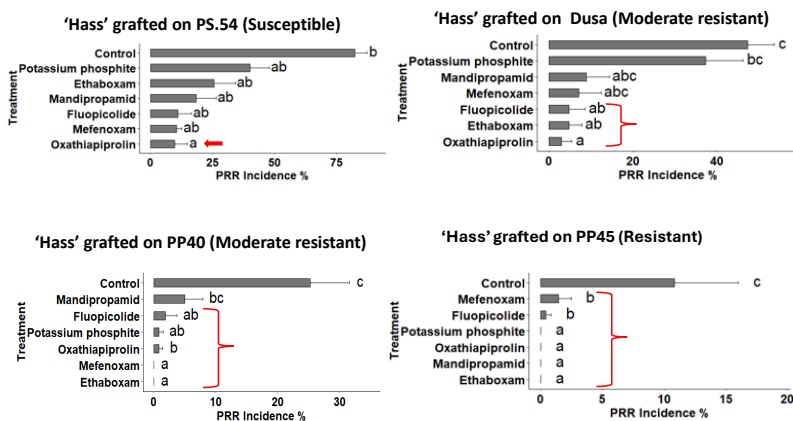 'Hass' grafted on PS.54 (Susceptible)
Treatment
Control b
Potassium phosphite ab
Ethaboxam ab
Mandipropamid ab
Fluopicolide ab
Mefenoxam ab
Oxathiapiprolin a
0 25 50 75
PRR Incidence %
'Hass' grafted on Dusa (Moderate resistant)
Treatment
Control c
Potassium phosphite bc
Mandipropamid abc
Mefenoxam abc
Fluopicolide ab
Ethaboxam ab
Oxathiapiprolin a
0 20 40
PRR Incidence %
'Hass' grafted on PP40 (Moderate resistant)
Treatment
Control c
Mandipropamid bc
Fluopicolide ab
Potassium phosphite ab
Oxathiapiprolin b
Mefenoxam a
Ethaboxam a
0 10 20 30
PRR Incidence %
'Hass' grafted on PP45 (Resistant)
Treatment
Control c
Mefenoxam b
Fluopicolide b
Potassium phosphite a
Oxathiapiprolin a
Mandipropamid a
Ethaboxam a
0 5 10 15 20
PRR Incidence %